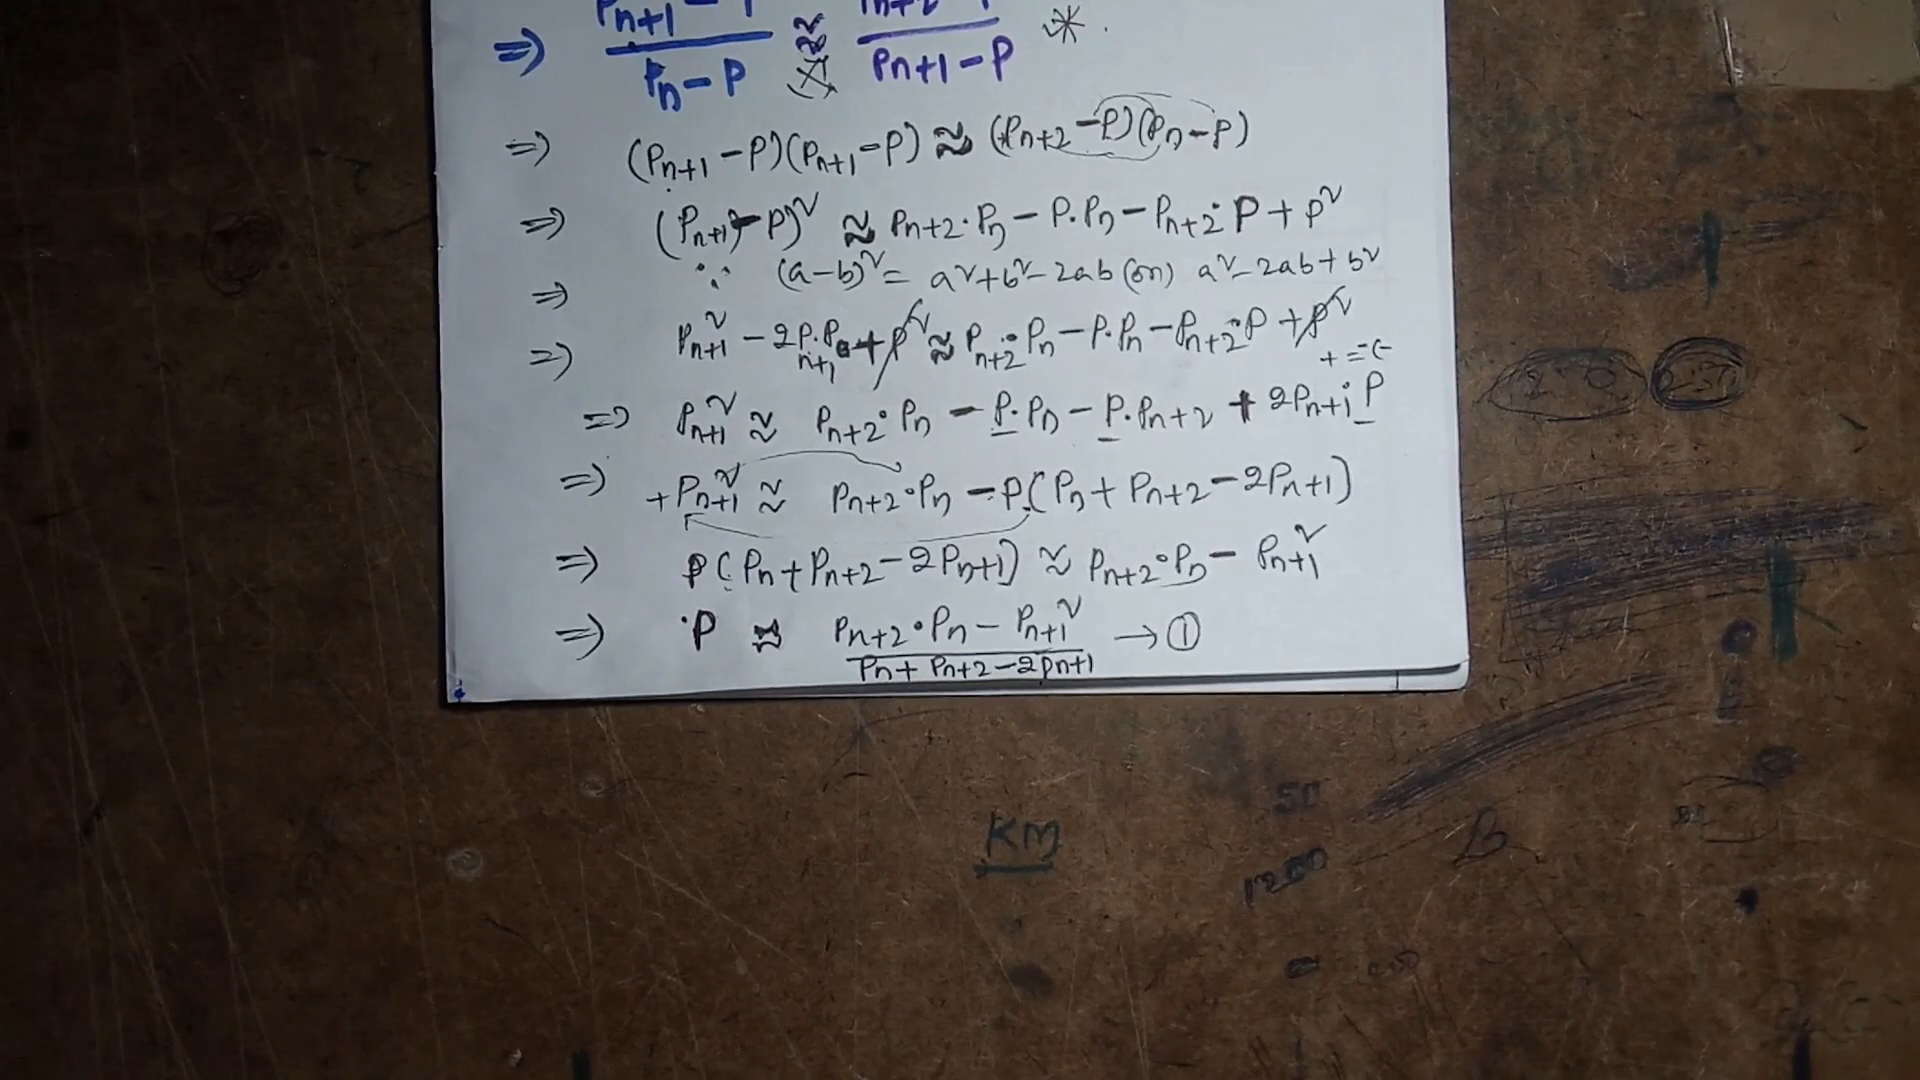 ⇒ Pn+1 - P / Pn - P ≈ Pn+2 - P / Pn+1 - P *.
⇒ (Pn+1 - P)(Pn+1 - P) ≈ (Pn+2 - P)(Pn - P)
⇒ (Pn+1 - P)² ≈ Pn+2·Pn - P·Pn - Pn+2·P + P²
⇒ ∵ (a-b)² = a²+b²-2ab (or) a²-2ab+b²
⇒ Pn+1² - 2P·Pn+1 + P² ≈ Pn+2·Pn - P·Pn - Pn+2·P + P²
+ = -(-
⇒ Pn+1² ≈ Pn+2·Pn - P·Pn - P·Pn+2 + 2Pn+1·P
⇒ +Pn+1² ≈ Pn+2·Pn - P(Pn + Pn+2 - 2Pn+1)
⇒ P(Pn + Pn+2 - 2Pn+1) ≈ Pn+2·Pn - Pn+1²
⇒ P ≈ Pn+2·Pn - Pn+1² / Pn + Pn+2 - 2Pn+1 → ①
50
KM
B
1200